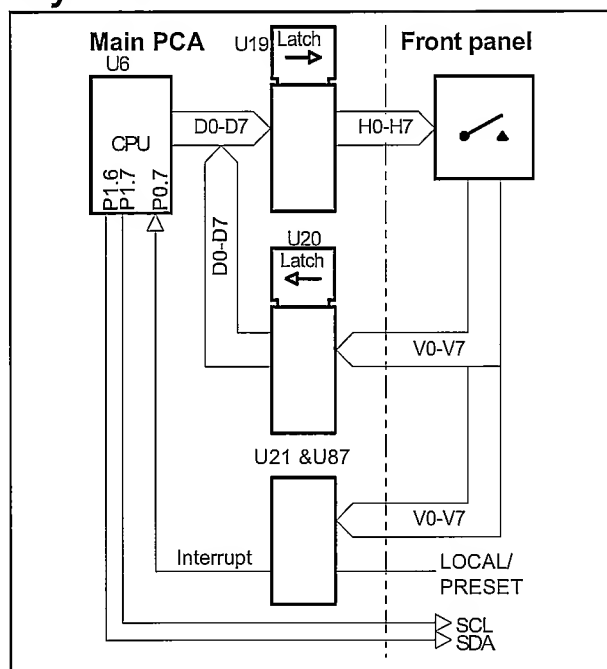 Main PCA
U6
U19
Latch
Front panel
CPU
D0-D7
H0-H7
P1.6
P1.7
P0.7
D0-D7
U20
Latch
V0-V7
U21 &U87
V0-V7
Interrupt
LOCAL/
PRESET
SCL
SDA